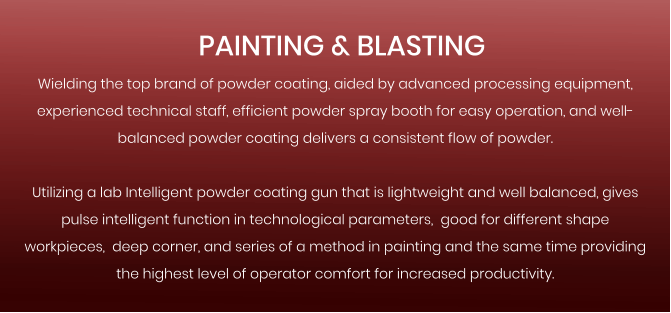 PAINTING & BLASTING
Wielding the top brand of powder coating, aided by advanced processing equipment,
experienced technical staff, efficient powder spray booth for easy operation, and well-
balanced powder coating delivers a consistent flow of powder.
Utilizing a lab Intelligent powder coating gun that is lightweight and well balanced, gives
pulse intelligent function in technological parameters,  good for different shape
workpieces,  deep corner, and series of a method in painting and the same time providing
the highest level of operator comfort for increased productivity.